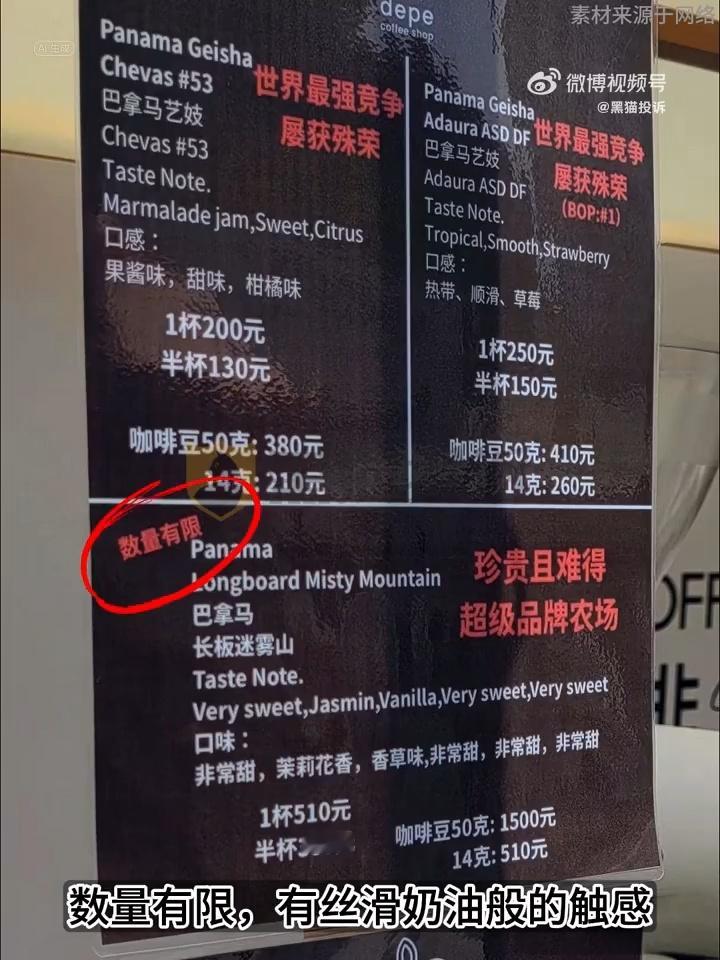 素材来源于网络
AI 生成
微博视频号
@黑猫投诉
depe
coffee shop
Panama Geisha
Chevas #53
巴拿马艺妓
Chevas #53
世界最强竞争
屡获殊荣
Taste Note.
Marmalade jam,Sweet,Citrus
口感：
果酱味，甜味，柑橘味
1杯200元
半杯130元
咖啡豆50克: 380元
14克: 210元
Panama Geisha
Adaura ASD DF
巴拿马艺妓
Adaura ASD DF
世界最强竞争
屡获殊荣
(BOP:#1)
Taste Note.
Tropical,Smooth,Strawberry
口感：
热带、顺滑、草莓
1杯250元
半杯150元
咖啡豆50克: 410元
14克: 260元
数量有限
Panama
Longboard Misty Mountain
巴拿马
长板迷雾山
珍贵且难得
超级品牌农场
Taste Note.
Very sweet,Jasmin,Vanilla,Very sweet,Very sweet
口味：
非常甜，茉莉花香，香草味,非常甜，非常甜，非常甜
1杯510元
半杯
咖啡豆50克: 1500元
14克: 510元
OFF
数量有限，有丝滑奶油般的触感